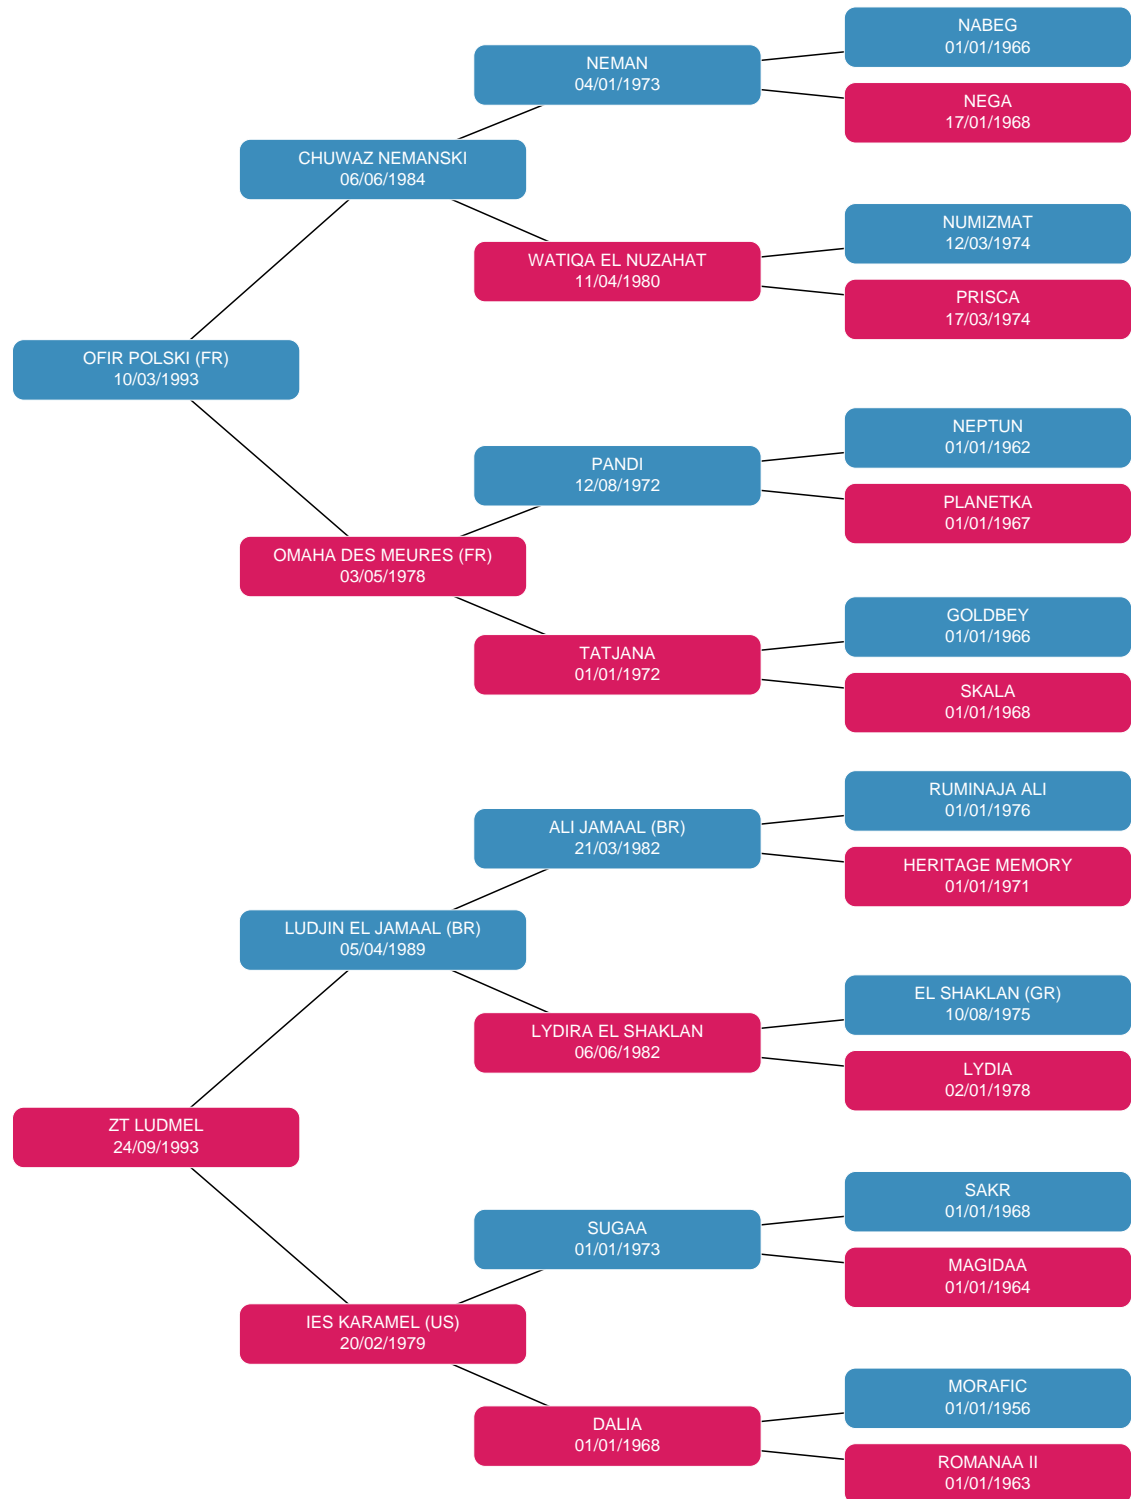 NABEG
01/01/1966
NEMAN
04/01/1973
NEGA
17/01/1968
CHUWAZ NEMANSKI
06/06/1984
NUMIZMAT
12/03/1974
WATIQA EL NUZAHAT
11/04/1980
PRISCA
17/03/1974
OFIR POLSKI (FR)
10/03/1993
NEPTUN
01/01/1962
PANDI
12/08/1972
PLANETKA
01/01/1967
OMAHA DES MEURES (FR)
03/05/1978
GOLDBEY
01/01/1966
TATJANA
01/01/1972
SKALA
01/01/1968
RUMINAJA ALI
01/01/1976
ALI JAMAAL (BR)
21/03/1982
HERITAGE MEMORY
01/01/1971
LUDJIN EL JAMAAL (BR)
05/04/1989
EL SHAKLAN (GR)
10/08/1975
LYDIRA EL SHAKLAN
06/06/1982
LYDIA
02/01/1978
ZT LUDMEL
24/09/1993
SAKR
01/01/1968
SUGAA
01/01/1973
MAGIDAA
01/01/1964
IES KARAMEL (US)
20/02/1979
MORAFIC
01/01/1956
DALIA
01/01/1968
ROMANAA II
01/01/1963